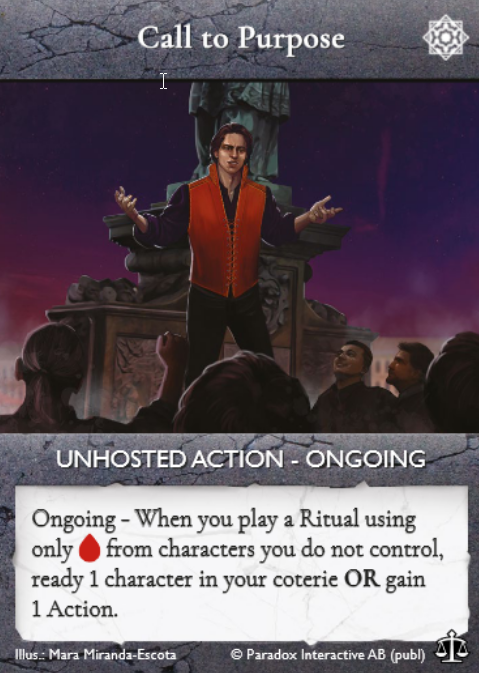 Call to Purpose
UNHOSTED ACTION - ONGOING
Ongoing – When you play a Ritual using
only from characters you do not control,
ready 1 character in your coterie OR gain
1 Action.
Illus.: Mara Miranda-Escota © Paradox Interactive AB (publ)